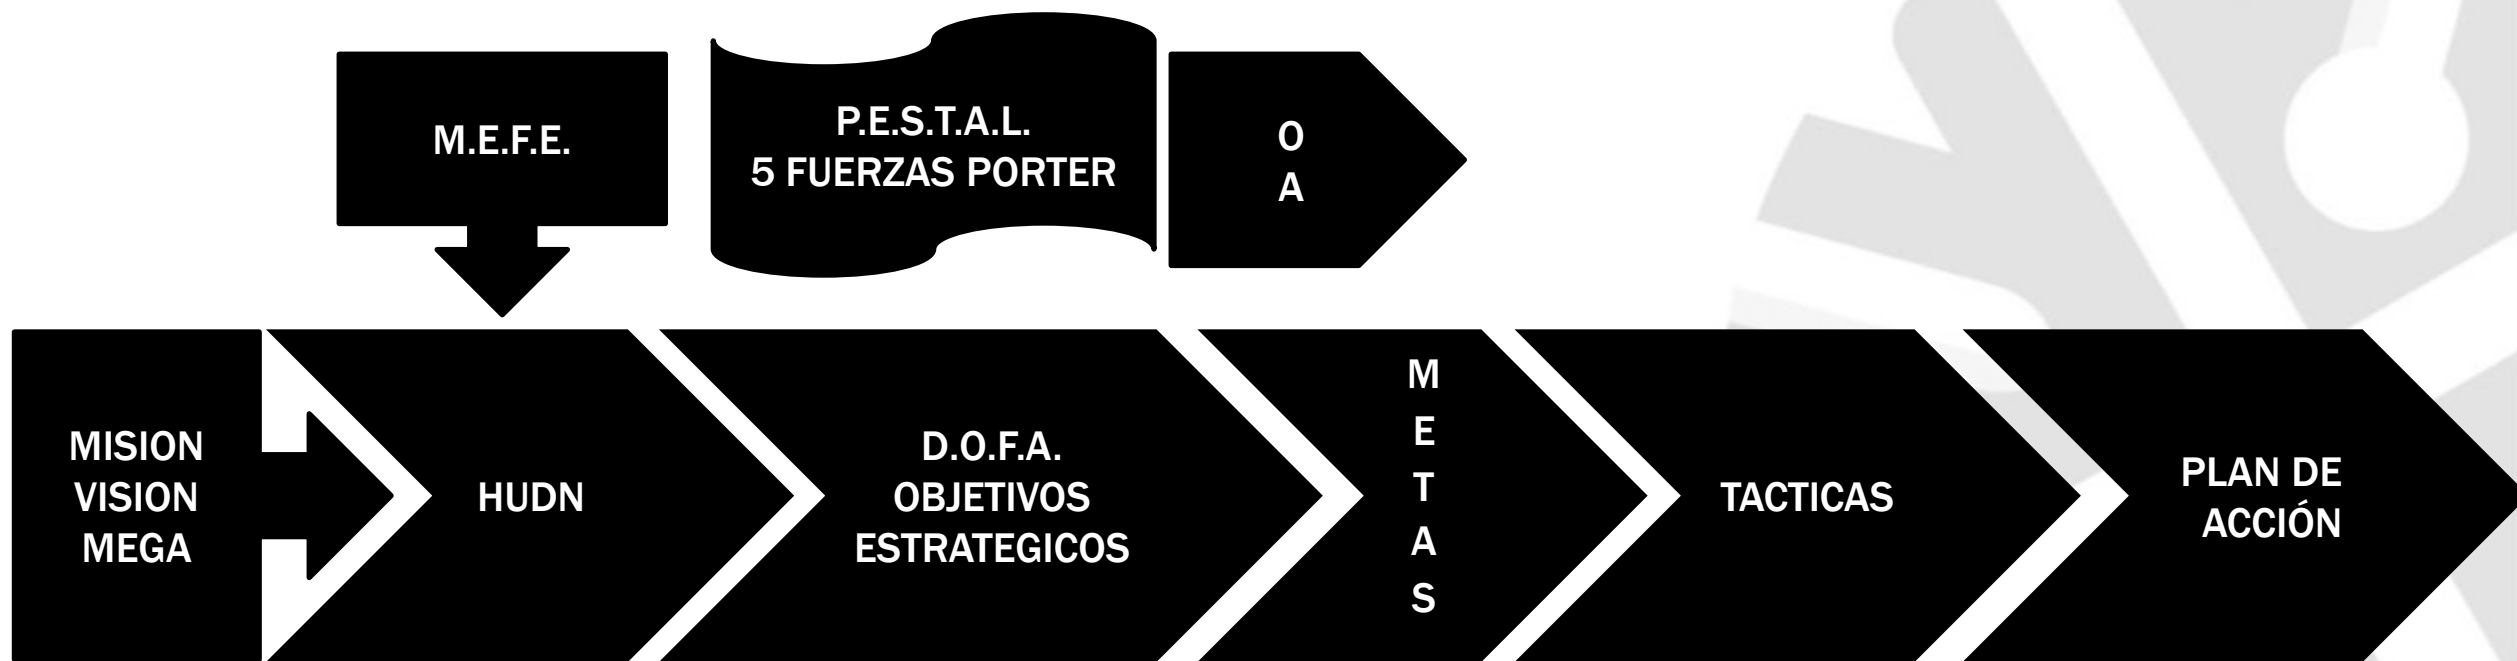 M.E.F.E.
P.E.S.T.A.L.
5 FUERZAS PORTER
O
A
MISION
VISION
MEGA
HUDN
D.O.F.A.
OBJETIVOS
ESTRATEGICOS
M
E
T
A
S
TACTICAS
PLAN DE
ACCIÓN